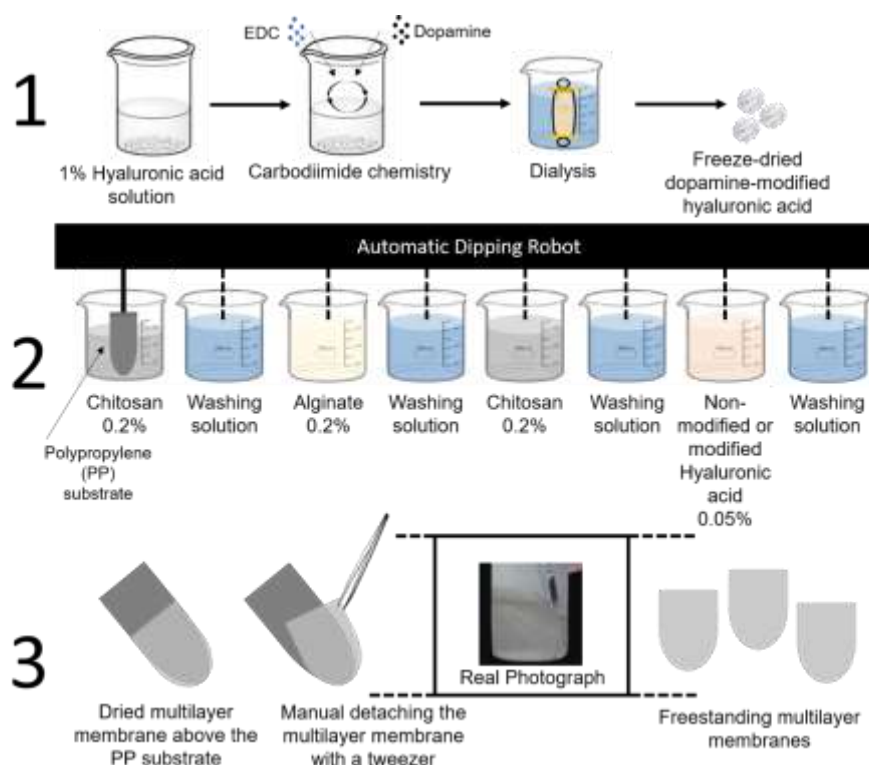 1
EDC
Dopamine
1% Hyaluronic acid
solution
Carbodiimide chemistry
Dialysis
Freeze-dried
dopamine-modified
hyaluronic acid
2
Automatic Dipping Robot
Chitosan
0.2%
Washing
solution
Alginate
0.2%
Washing
solution
Chitosan
0.2%
Washing
solution
Non-
modified or
modified
Hyaluronic
acid
0.05%
Washing
solution
Polypropylene
(PP)
substrate
3
Dried multilayer
membrane above the
PP substrate
Manual detaching the
multilayer membrane
with a tweezer
Real Photograph
Freestanding multilayer
membranes